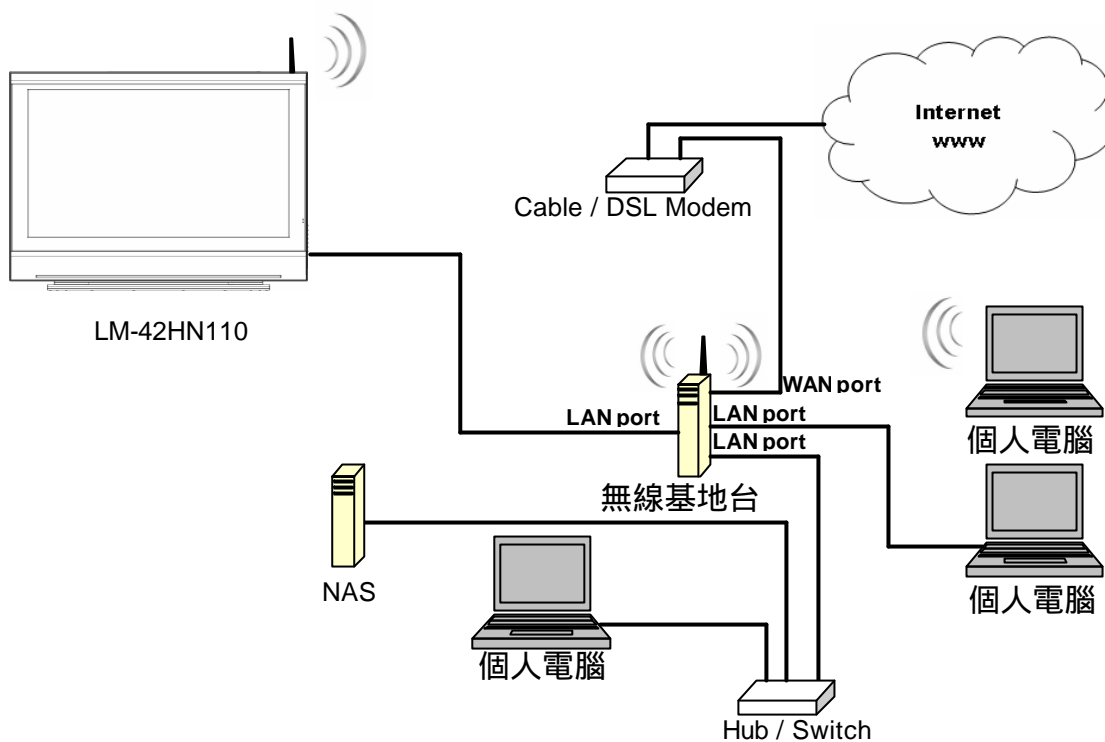 Internet
www
Cable / DSL Modem
LM-42HN110
WAN port
LAN port
LAN port
LAN port
個人電腦
無線基地台
NAS
個人電腦
個人電腦
Hub / Switch